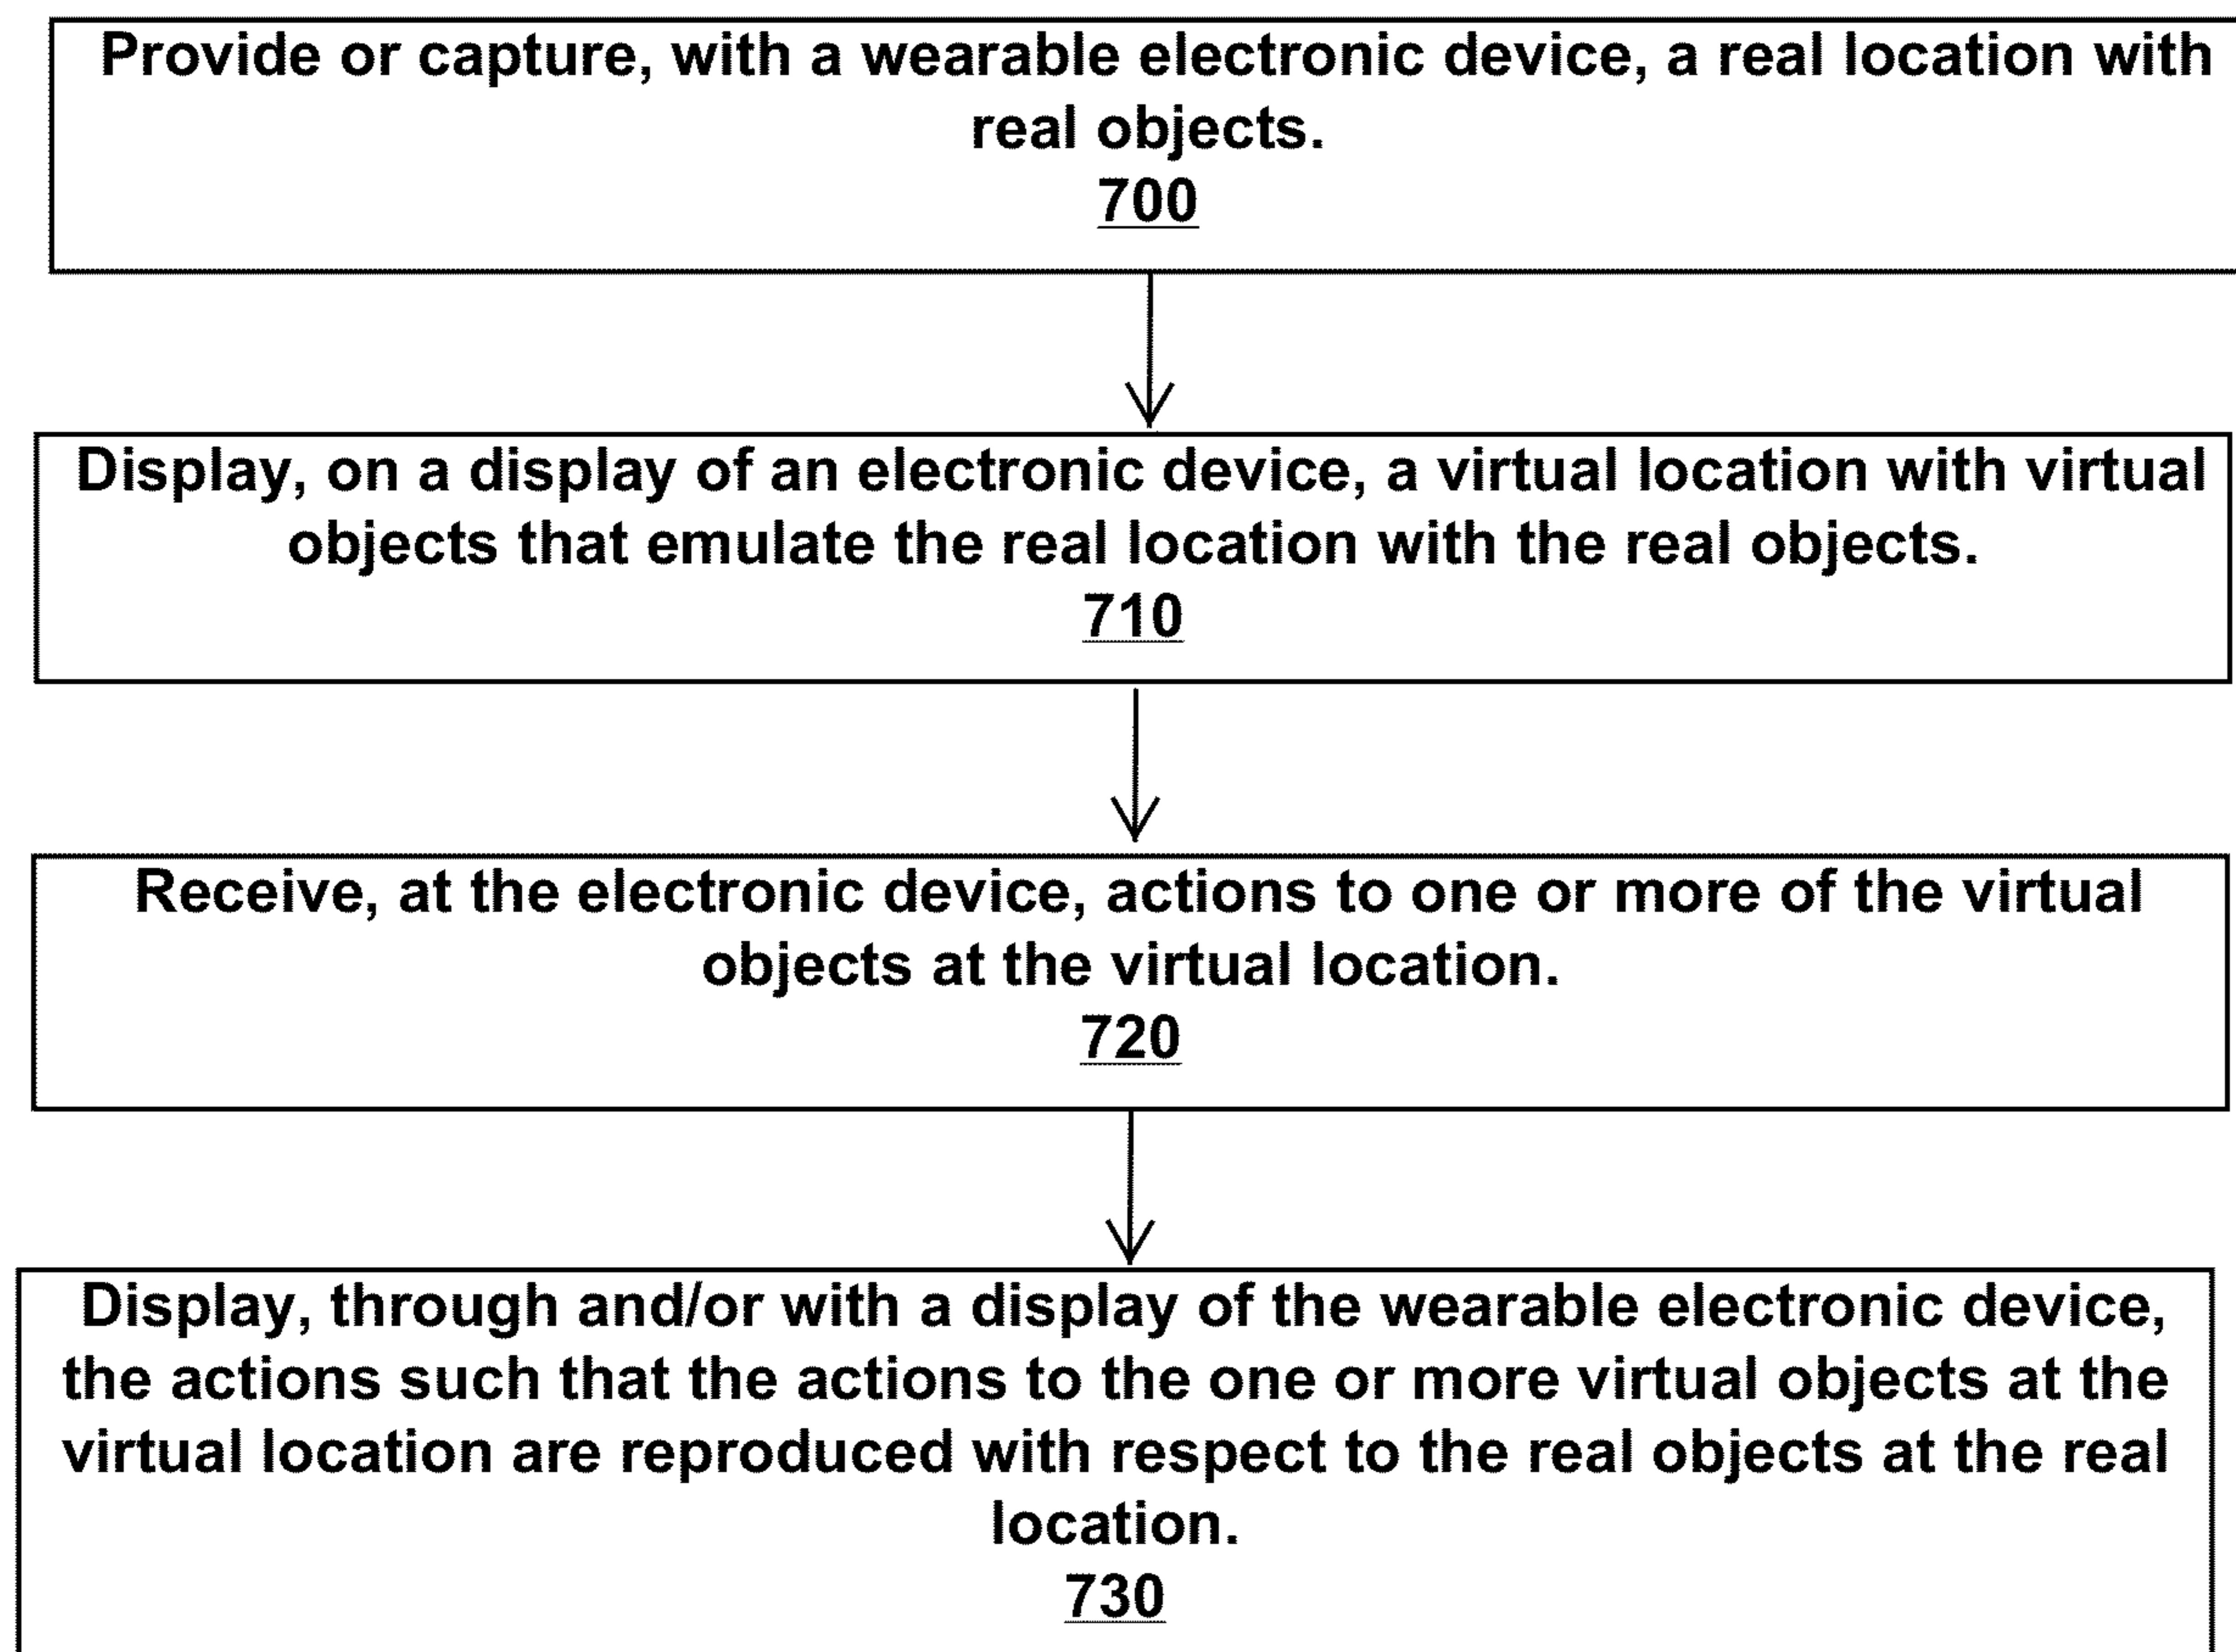 Provide or capture, with a wearable electronic device, a real location with
real objects.
700
Display, on a display of an electronic device, a virtual location with virtual
objects that emulate the real location with the real objects.
710
Receive, at the electronic device, actions to one or more of the virtual
objects at the virtual location.
720
Display, through and/or with a display of the wearable electronic device,
the actions such that the actions to the one or more virtual objects at the
virtual location are reproduced with respect to the real objects at the real
location.
730